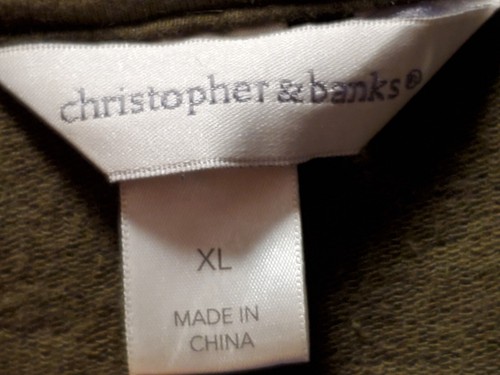 christopher & banks®
XL
MADE IN
CHINA